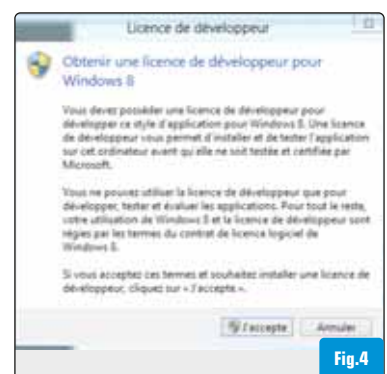 Licence de développeur
Obtenir une licence de développeur pour
Windows 8
Vous devez posséder une licence de développeur pour
développer ce style d'application pour Windows 8. Une licence
de développeur vous permet d'installer et de tester l'application
sur cet ordinateur avant qu'elle ne soit testée et certifiée par
Microsoft.
Vous ne pouvez utiliser la licence de développeur que pour
développer, tester et évaluer les applications. Pour tout le reste,
votre utilisation de Windows 8 et la licence de développeur sont
régies par les termes du contrat de licence logiciel de
Windows 8.
Si vous acceptez ces termes et souhaitez installer une licence de
développeur, cliquez sur « J'accepte ».
J'accepte Annuler
Fig.4